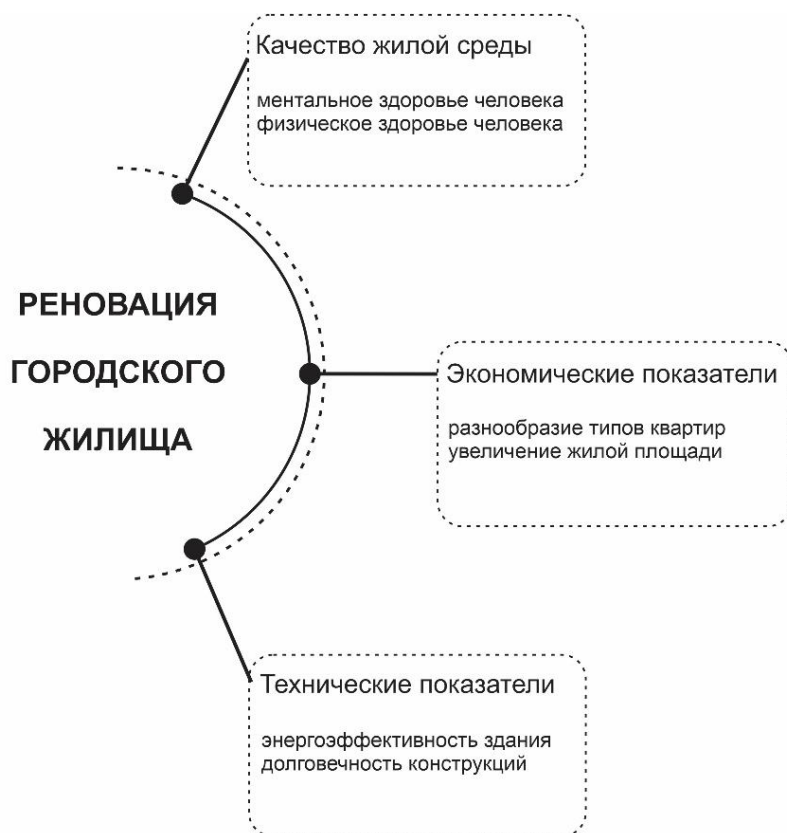 Качество жилой среды
ментальное здоровье человека
физическое здоровье человека
РЕНОВАЦИЯ
ГОРОДСКОГО
ЖИЛИЩА
Экономические показатели
разнообразие типов квартир
увеличение жилой площади
Технические показатели
энергоэффективность здания
долговечность конструкций